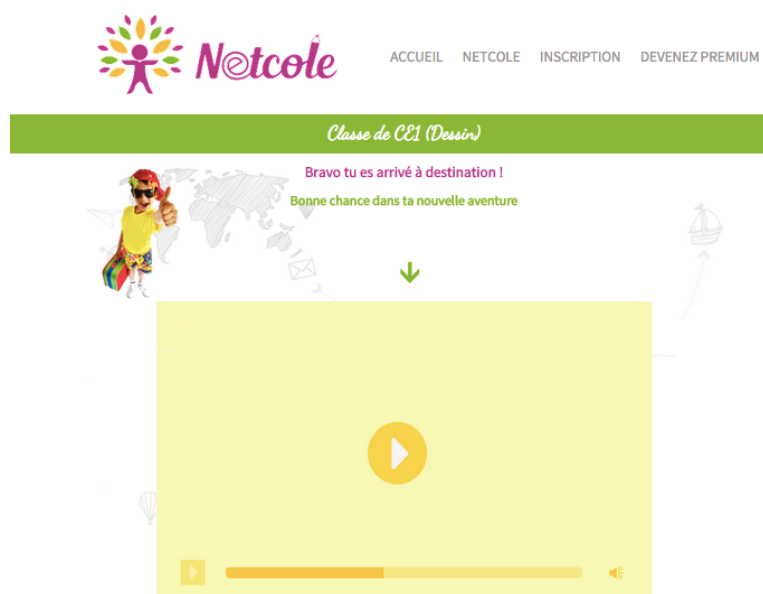 Netcole
ACCUEIL NETCOLE INSCRIPTION DEVENEZ PREMIUM
Classe de CE1 (Dessin)
Bravo tu es arrivé à destination !
Bonne chance dans ta nouvelle aventure